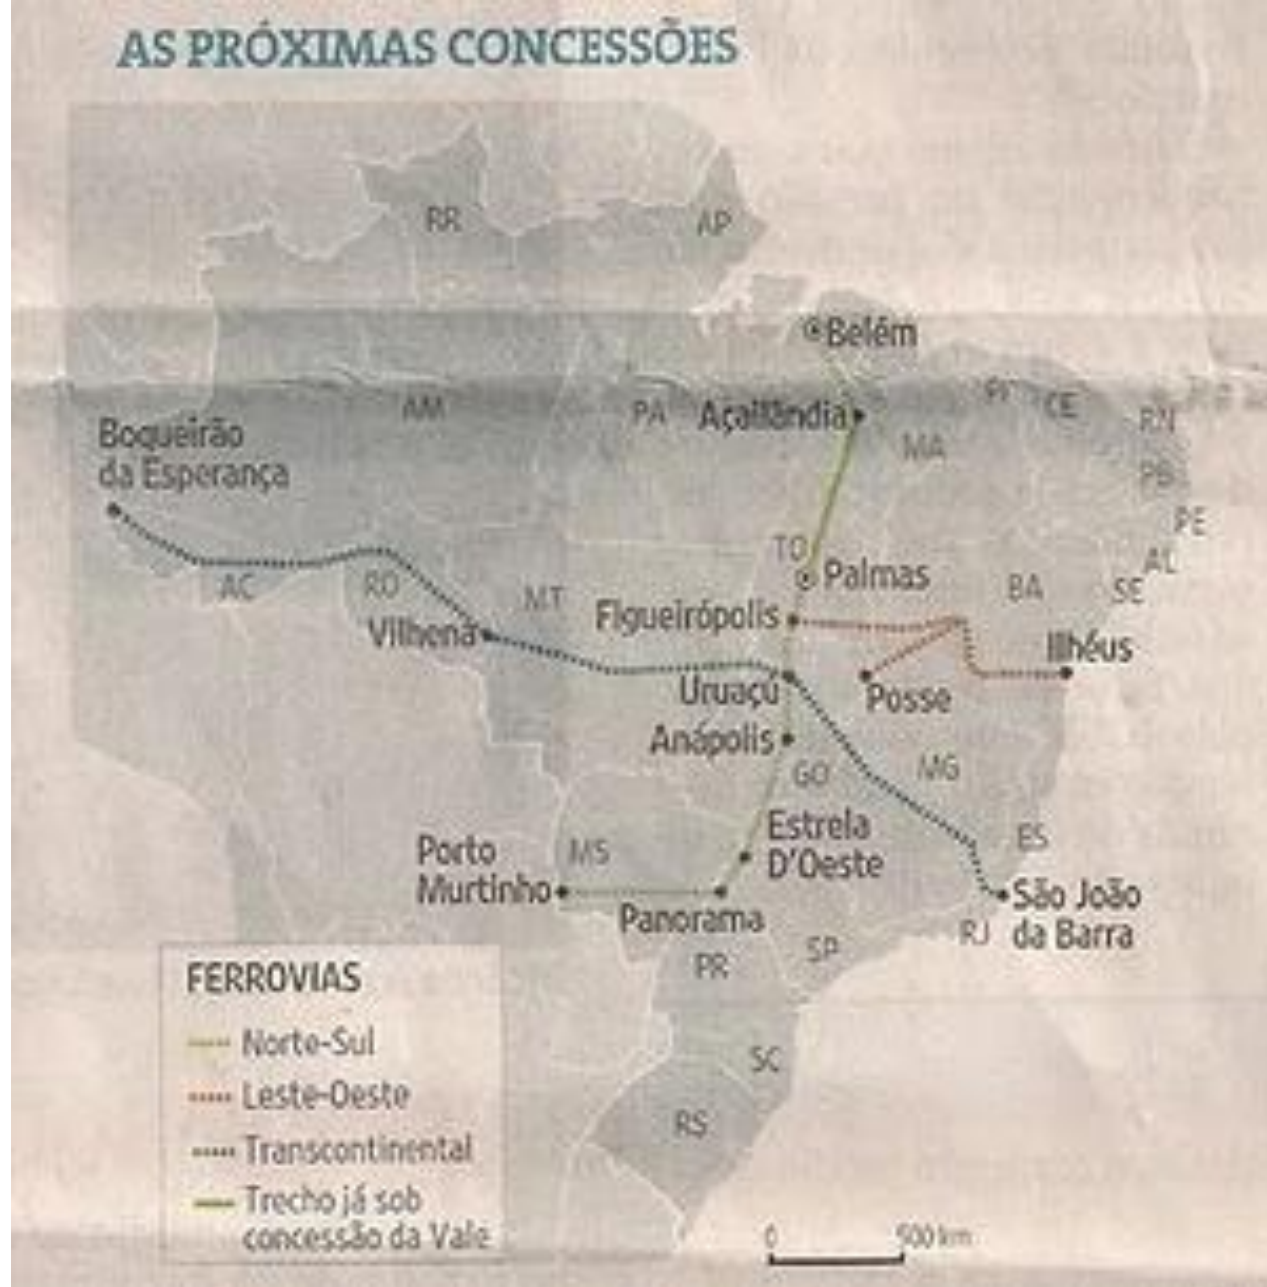 AS PRÓXIMAS CONCESSÕES
RR
AP
Belém
AM
PA
Açailândia
MA
PI
CE
RN
PB
PE
AL
SE
BA
Boqueirão
da Esperança
AC
RO
MT
TO
Palmas
Vilhena
Figueirópolis
Ilhéus
Uruaçú
Posse
Anápolis
GO
MG
ES
Estrela
D'Oeste
Porto
Murtinho
MS
Panorama
São João
da Barra
RJ
SP
PR
SC
RS
FERROVIAS
Norte-Sul
Leste-Oeste
Transcontinental
Trecho já sob
concessão da Vale
0 500 km